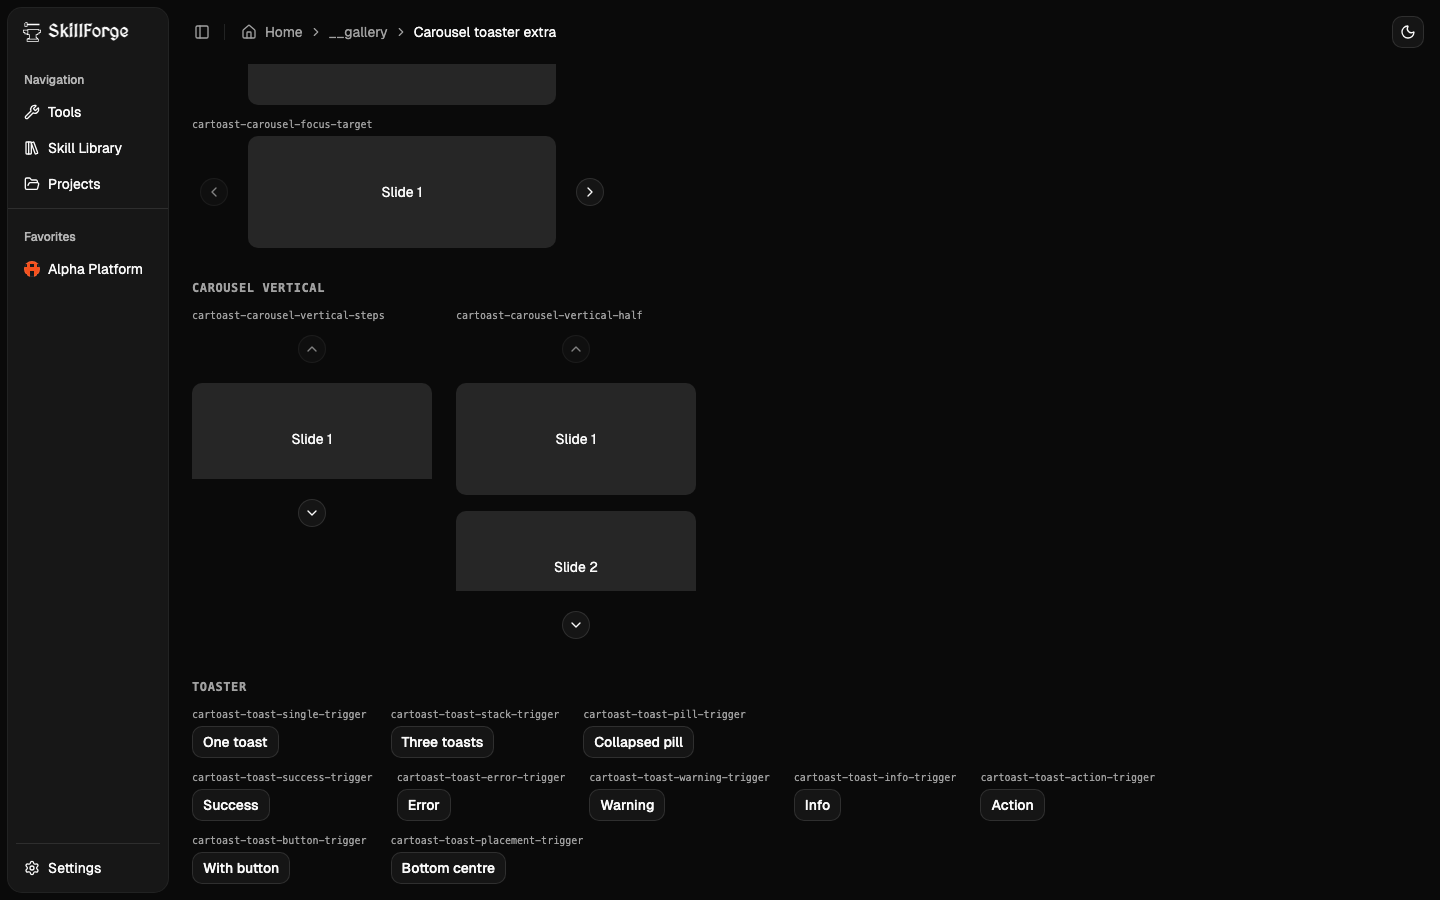 SkillForge
Home
__gallery
Carousel toaster extra
Navigation
Tools
Skill Library
Projects
Favorites
Alpha Platform
Settings
cartoast-carousel-focus-target
Slide 1
CAROUSEL VERTICAL
cartoast-carousel-vertical-steps
cartoast-carousel-vertical-half
Slide 1
Slide 1
Slide 2
TOASTER
cartoast-toast-single-trigger
cartoast-toast-stack-trigger
cartoast-toast-pill-trigger
One toast
Three toasts
Collapsed pill
cartoast-toast-success-trigger
cartoast-toast-error-trigger
cartoast-toast-warning-trigger
cartoast-toast-info-trigger
cartoast-toast-action-trigger
Success
Error
Warning
Info
Action
cartoast-toast-button-trigger
cartoast-toast-placement-trigger
With button
Bottom centre